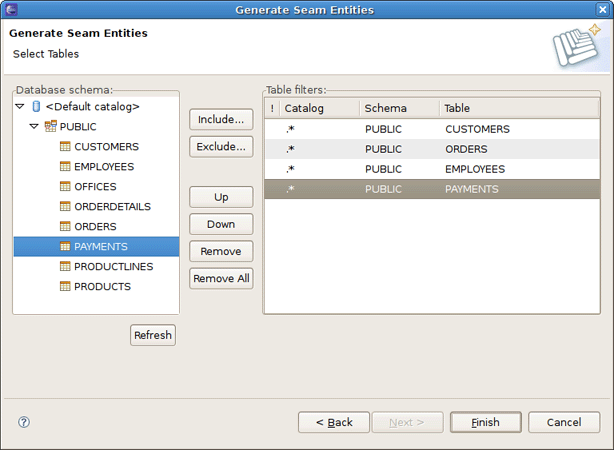 Generate Seam Entities
Generate Seam Entities
Select Tables
Database schema:
<Default catalog>
PUBLIC
CUSTOMERS
EMPLOYEES
OFFICES
ORDERDETAILS
ORDERS
PAYMENTS
PRODUCTLINES
PRODUCTS
Refresh
Include...
Exclude...
Up
Down
Remove
Remove All
Table filters:
! Catalog Schema Table
.* PUBLIC CUSTOMERS
.* PUBLIC ORDERS
.* PUBLIC EMPLOYEES
.* PUBLIC PAYMENTS
? < Back Next > Finish Cancel